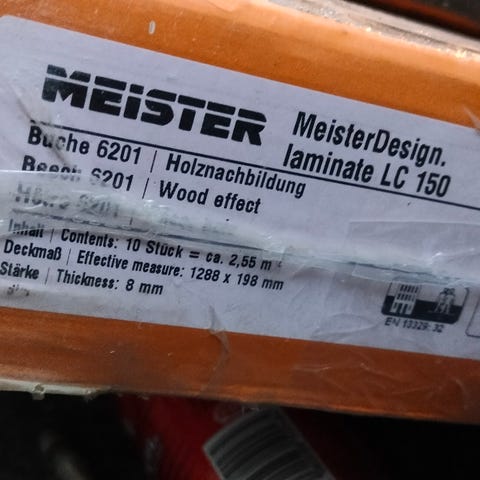 MEISTER
MeisterDesign.
laminate LC 150
Buche 6201 | Holznachbildung
Beech 6201 | Wood effect
6201 |
Inhalt | Contents: 10 Stück = ca. 2,55 m
Deckmaß | Effective measure: 1288 x 198 mm
Stärke | Thickness: 8 mm
EN 13329: 32